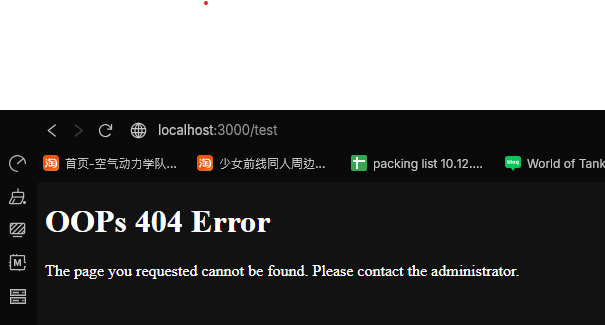 localhost:3000/test
首页-空气动力学队... 少女前线同人周边... packing list 10.12.... blog World of Tank
M
OOPs 404 Error
The page you requested cannot be found. Please contact the administrator.